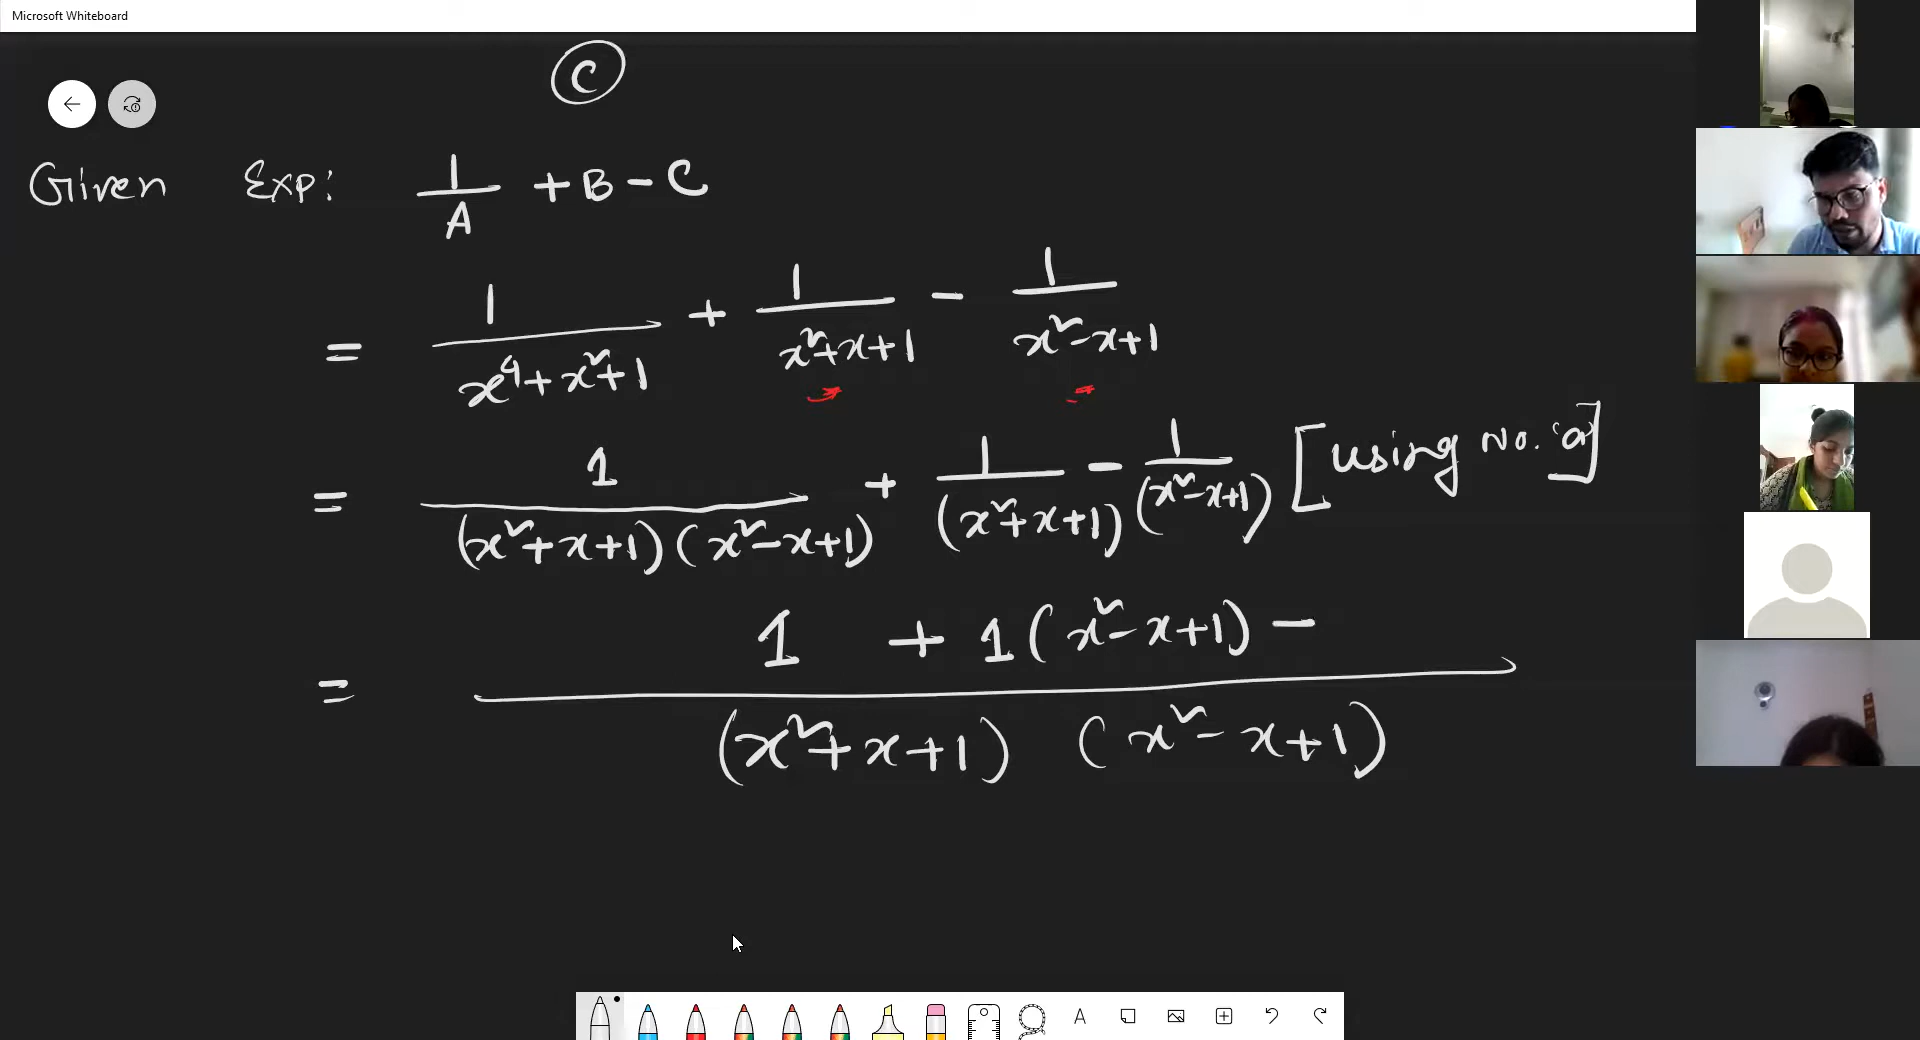 Microsoft Whiteboard
C
Given Exp: 1/A + B - C
= 1/(x⁴+x²+1) + 1/(x²+x+1) - 1/(x²-x+1)
= 1/((x²+x+1)(x²-x+1)) + 1/(x²+x+1) - 1/(x²-x+1) [using No. 'a']
= (1 + 1(x²-x+1) - )/((x²+x+1) (x²-x+1))
A